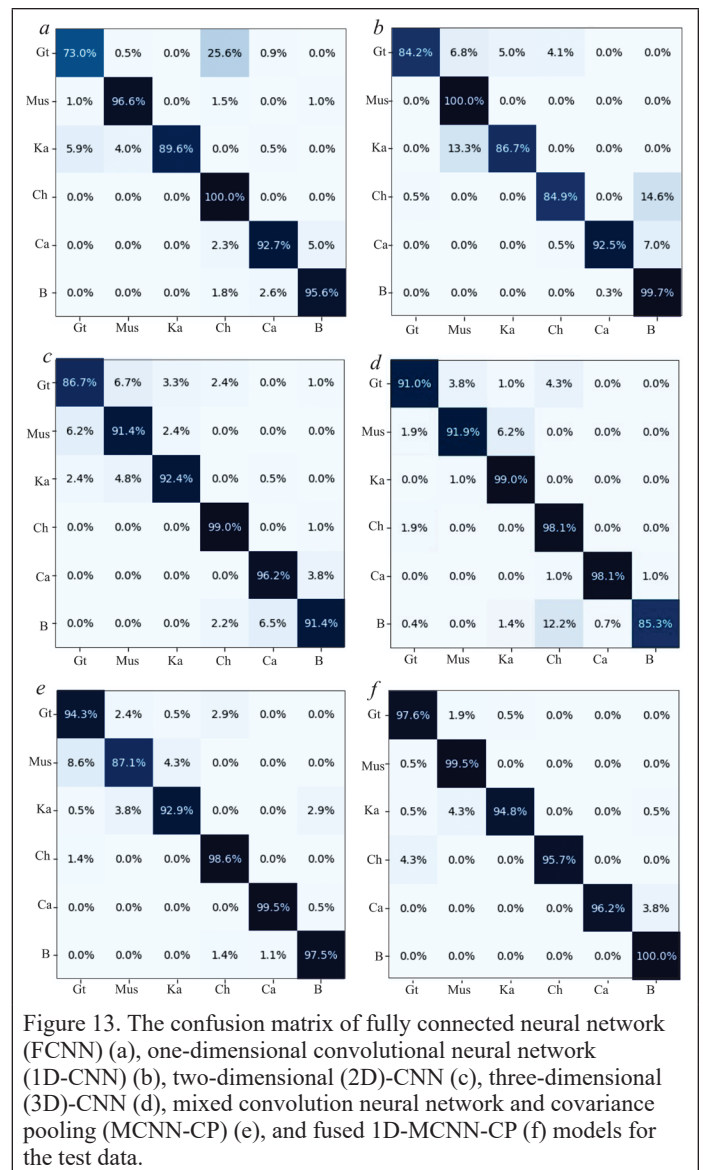 a
Gt 73.0% 0.5% 0.0% 25.6% 0.9% 0.0%
Mus 1.0% 96.6% 0.0% 1.5% 0.0% 1.0%
Ka 5.9% 4.0% 89.6% 0.0% 0.5% 0.0%
Ch 0.0% 0.0% 0.0% 100.0% 0.0% 0.0%
Ca 0.0% 0.0% 0.0% 2.3% 92.7% 5.0%
B 0.0% 0.0% 0.0% 1.8% 2.6% 95.6%
Gt Mus Ka Ch Ca B
b
Gt 84.2% 6.8% 5.0% 4.1% 0.0% 0.0%
Mus 0.0% 100.0% 0.0% 0.0% 0.0% 0.0%
Ka 0.0% 13.3% 86.7% 0.0% 0.0% 0.0%
Ch 0.5% 0.0% 0.0% 84.9% 0.0% 14.6%
Ca 0.0% 0.0% 0.0% 0.5% 92.5% 7.0%
B 0.0% 0.0% 0.0% 0.0% 0.3% 99.7%
Gt Mus Ka Ch Ca B
c
Gt 86.7% 6.7% 3.3% 2.4% 0.0% 1.0%
Mus 6.2% 91.4% 2.4% 0.0% 0.0% 0.0%
Ka 2.4% 4.8% 92.4% 0.0% 0.5% 0.0%
Ch 0.0% 0.0% 0.0% 99.0% 0.0% 1.0%
Ca 0.0% 0.0% 0.0% 0.0% 96.2% 3.8%
B 0.0% 0.0% 0.0% 2.2% 6.5% 91.4%
Gt Mus Ka Ch Ca B
d
Gt 91.0% 3.8% 1.0% 4.3% 0.0% 0.0%
Mus 1.9% 91.9% 6.2% 0.0% 0.0% 0.0%
Ka 0.0% 1.0% 99.0% 0.0% 0.0% 0.0%
Ch 1.9% 0.0% 0.0% 98.1% 0.0% 0.0%
Ca 0.0% 0.0% 0.0% 1.0% 98.1% 1.0%
B 0.4% 0.0% 1.4% 12.2% 0.7% 85.3%
Gt Mus Ka Ch Ca B
e
Gt 94.3% 2.4% 0.5% 2.9% 0.0% 0.0%
Mus 8.6% 87.1% 4.3% 0.0% 0.0% 0.0%
Ka 0.5% 3.8% 92.9% 0.0% 0.0% 2.9%
Ch 1.4% 0.0% 0.0% 98.6% 0.0% 0.0%
Ca 0.0% 0.0% 0.0% 0.0% 99.5% 0.5%
B 0.0% 0.0% 0.0% 1.4% 1.1% 97.5%
Gt Mus Ka Ch Ca B
f
Gt 97.6% 1.9% 0.5% 0.0% 0.0% 0.0%
Mus 0.5% 99.5% 0.0% 0.0% 0.0% 0.0%
Ka 0.5% 4.3% 94.8% 0.0% 0.0% 0.5%
Ch 4.3% 0.0% 0.0% 95.7% 0.0% 0.0%
Ca 0.0% 0.0% 0.0% 0.0% 96.2% 3.8%
B 0.0% 0.0% 0.0% 0.0% 0.0% 100.0%
Gt Mus Ka Ch Ca B
Figure 13. The confusion matrix of fully connected neural network
(FCNN) (a), one-dimensional convolutional neural network
(1D-CNN) (b), two-dimensional (2D)-CNN (c), three-dimensional
(3D)-CNN (d), mixed convolution neural network and covariance
pooling (MCNN-CP) (e), and fused 1D-MCNN-CP (f) models for
the test data.